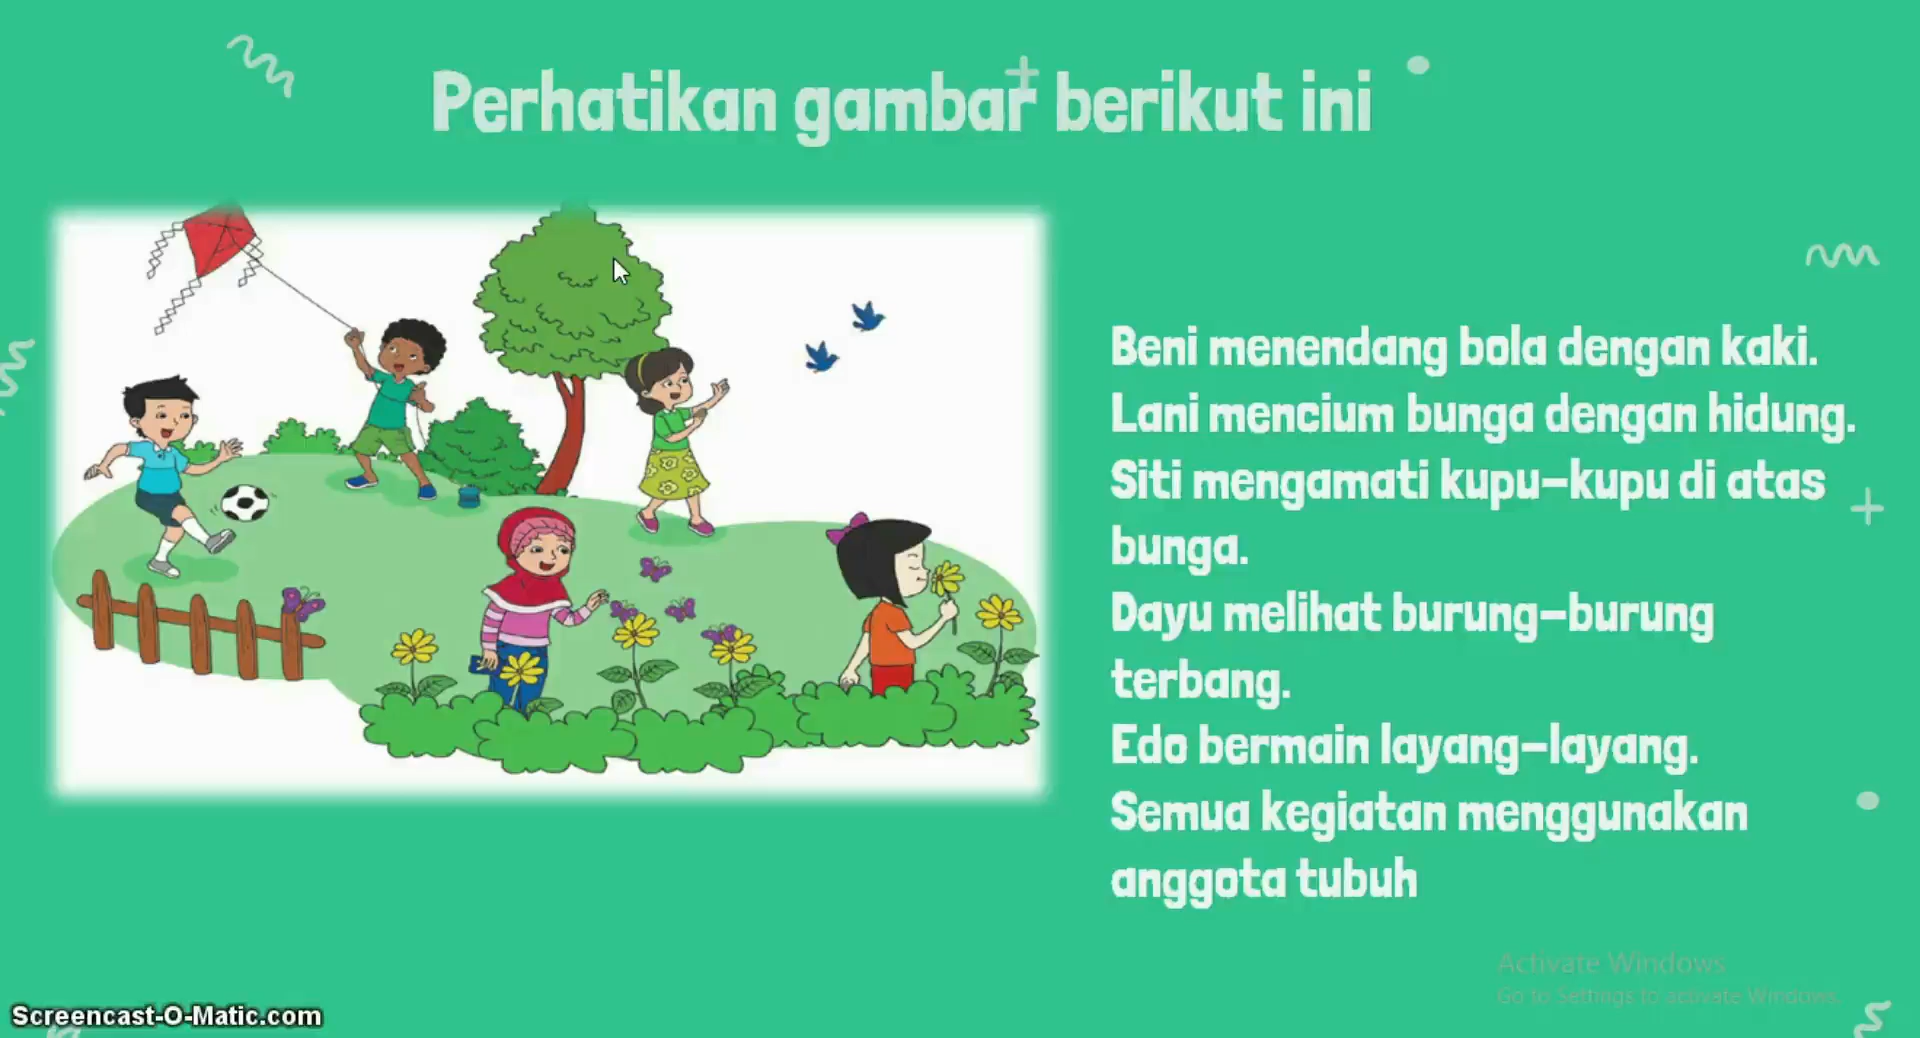 Perhatikan gambar berikut ini
Beni menendang bola dengan kaki.
Lani mencium bunga dengan hidung.
Siti mengamati kupu-kupu di atas
bunga.
Dayu melihat burung-burung
terbang.
Edo bermain layang-layang.
Semua kegiatan menggunakan
anggota tubuh
Activate Windows
Go to Settings to activate Windows.
Screencast-O-Matic.com